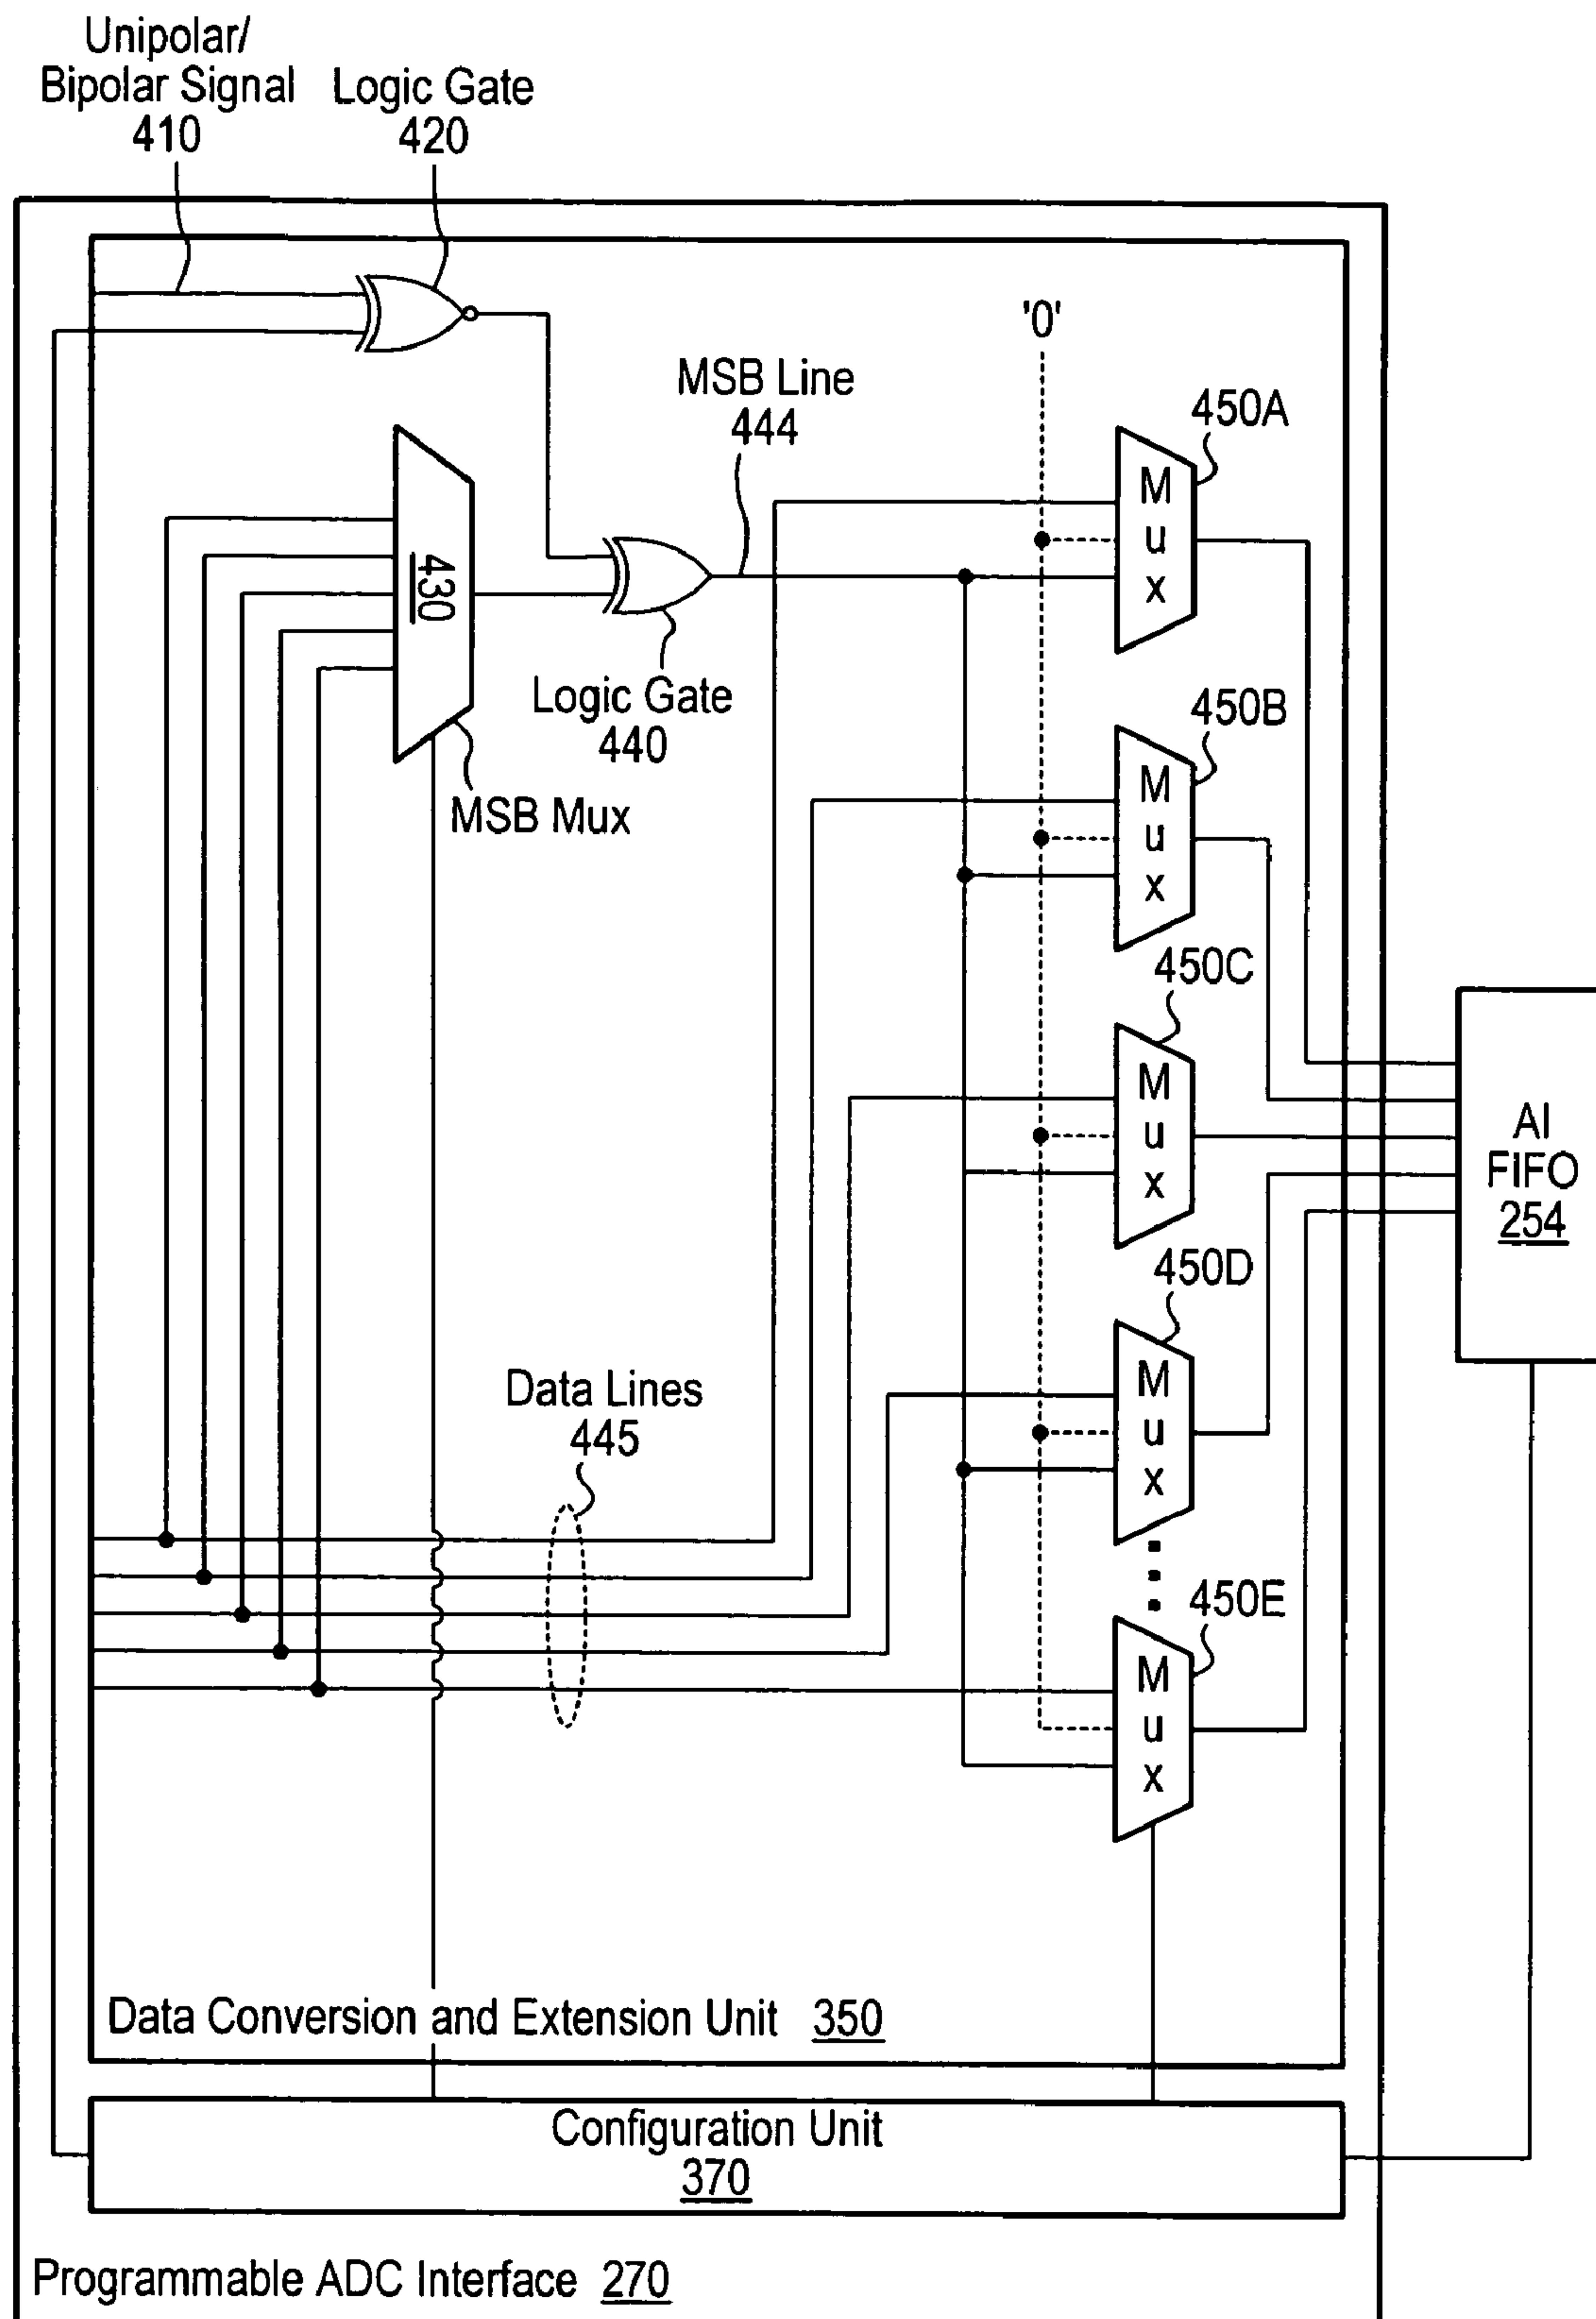 Unipolar/
Bipolar Signal
410
Logic Gate
420
'0'
MSB Line
444
450A
M
u
x
430
Logic Gate
440
MSB Mux
450B
M
u
x
450C
M
u
x
AI
FIFO
254
450D
M
u
x
Data Lines
445
450E
M
u
x
Data Conversion and Extension Unit 350
Configuration Unit
370
Programmable ADC Interface 270